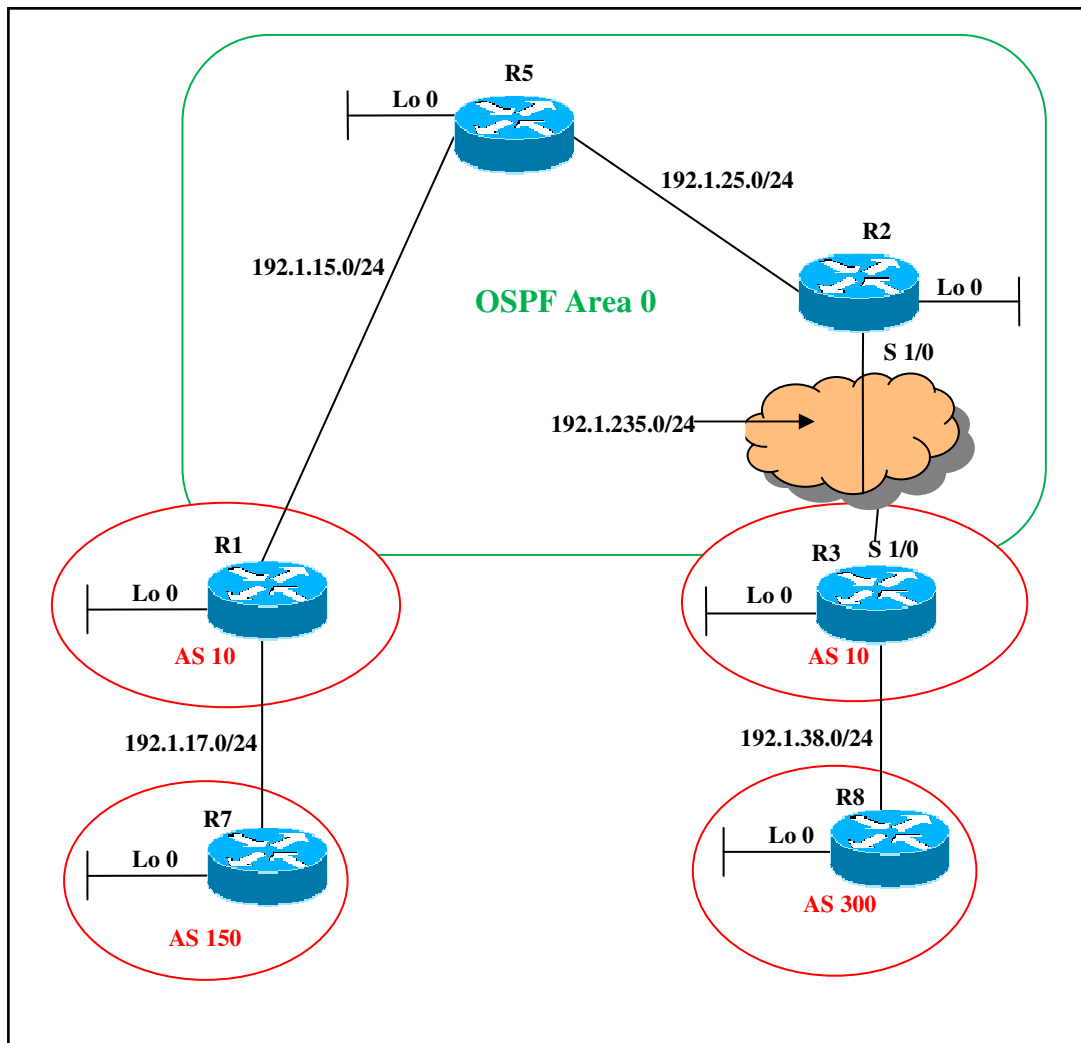 R5
Lo 0
192.1.25.0/24
R2
192.1.15.0/24
Lo 0
OSPF Area 0
S 1/0
192.1.235.0/24
R1
R3
S 1/0
Lo 0
Lo 0
AS 10
AS 10
192.1.17.0/24
192.1.38.0/24
R7
R8
Lo 0
Lo 0
AS 150
AS 300